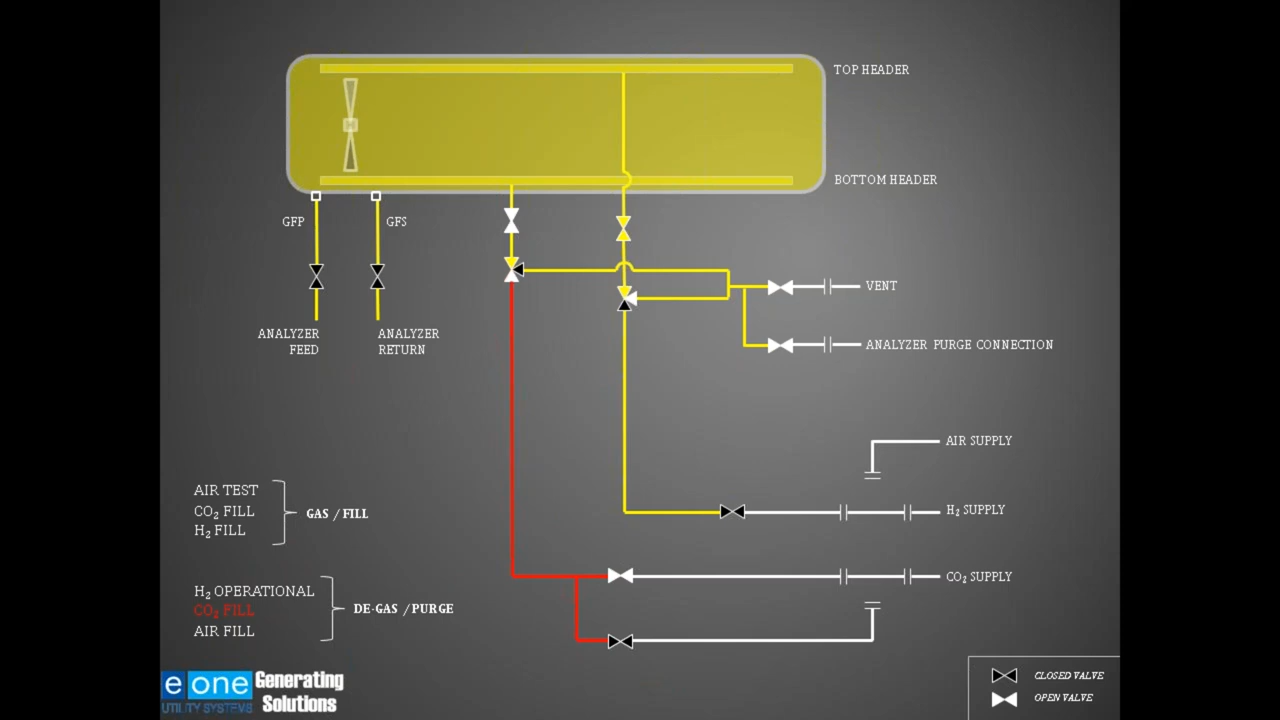 TOP HEADER
BOTTOM HEADER
GFP
GFS
VENT
ANALYZER FEED
ANALYZER RETURN
ANALYZER PURGE CONNECTION
AIR SUPPLY
AIR TEST
CO₂ FILL
H₂ FILL
GAS / FILL
H₂ SUPPLY
CO₂ SUPPLY
H₂ OPERATIONAL
CO₂ FILL
AIR FILL
DE-GAS / PURGE
e one
UTILITY SYSTEMS
Generating
Solutions
CLOSED VALVE
OPEN VALVE